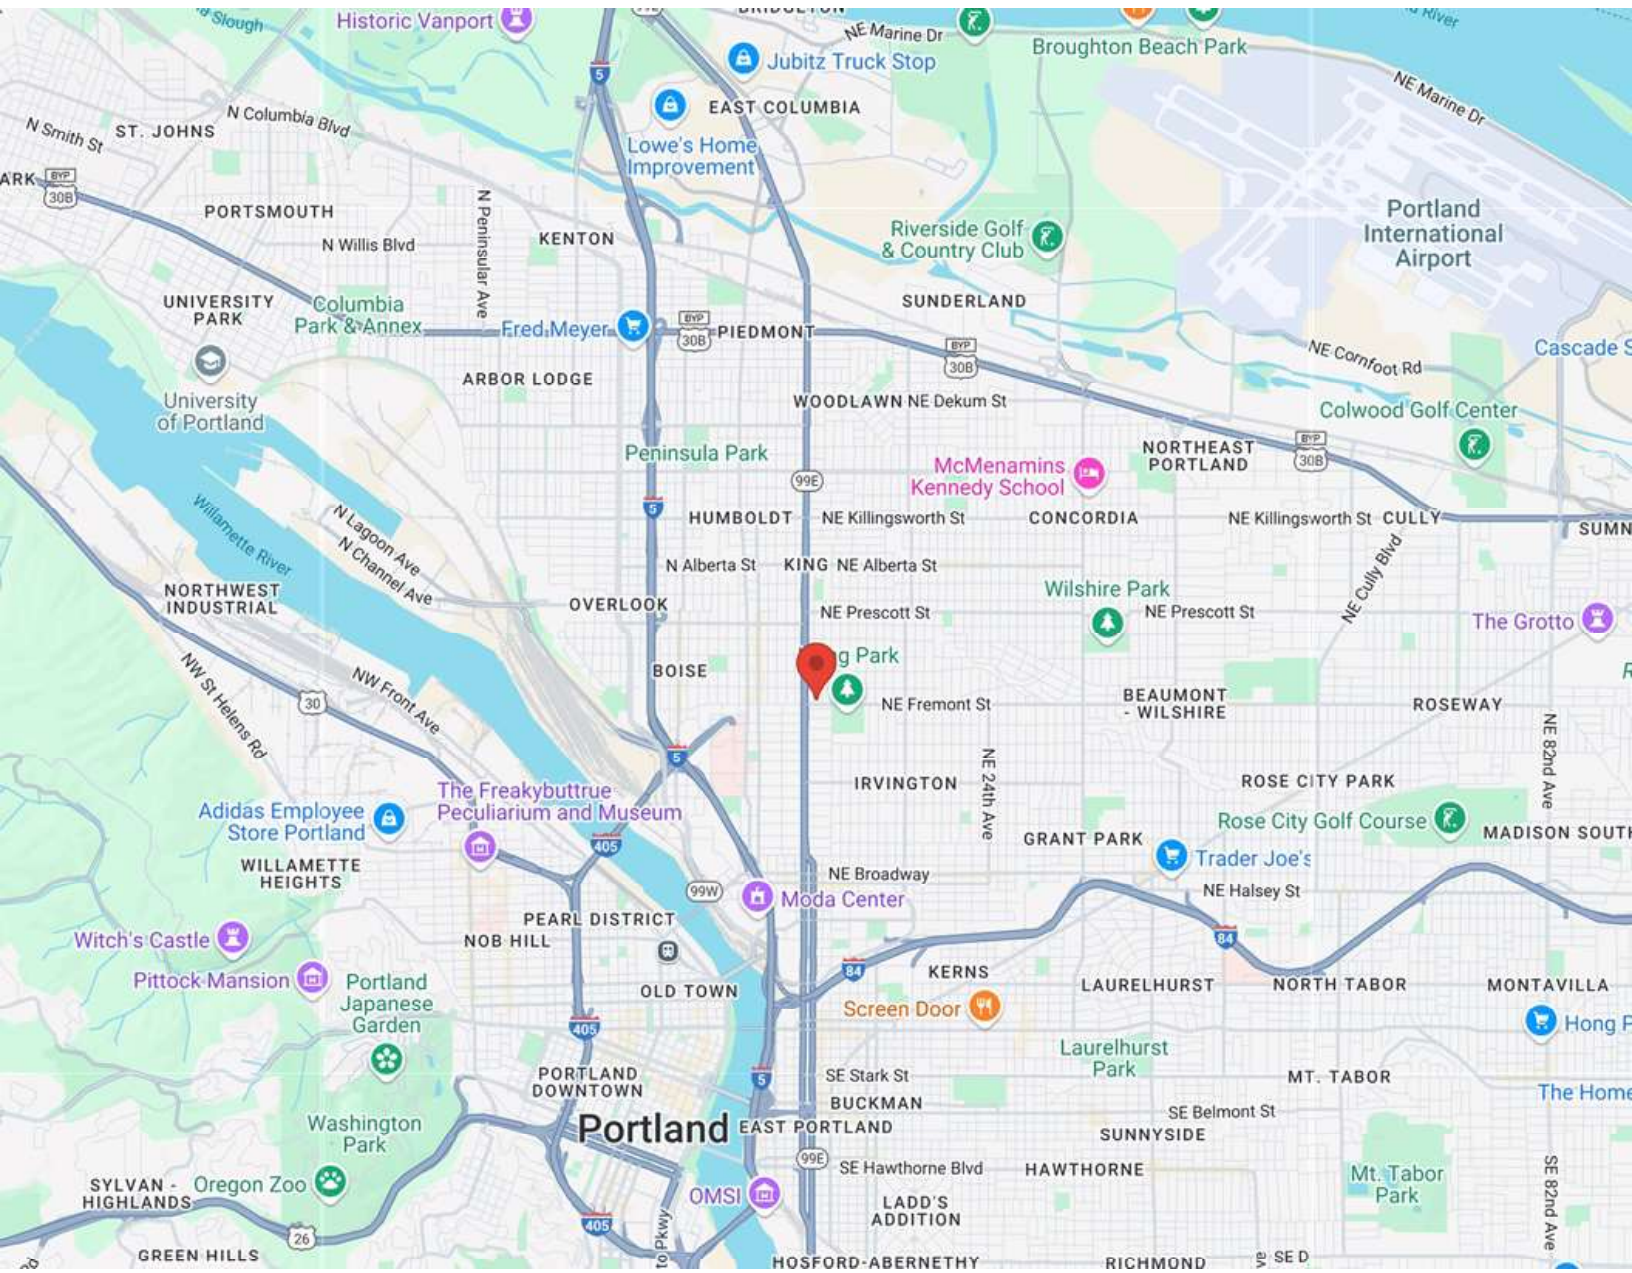 BRIDGETON
Historic Vanport
Slough
NE Marine Dr
Broughton Beach Park
River
Jubitz Truck Stop
EAST COLUMBIA
NE Marine Dr
N Columbia Blvd
N Smith St
ST. JOHNS
Lowe's Home
Improvement
ARK
BYP
30B
5
PORTSMOUTH
N Peninsular Ave
N Willis Blvd
KENTON
Riverside Golf
& Country Club
Portland
International
Airport
UNIVERSITY
PARK
Columbia
Park & Annex
SUNDERLAND
Fred Meyer
BYP
30B
PIEDMONT
BYP
30B
NE Cornfoot Rd
Cascade S
University
of Portland
ARBOR LODGE
WOODLAWN
NE Dekum St
Colwood Golf Center
Peninsula Park
McMenamins
Kennedy School
NORTHEAST
PORTLAND
BYP
30B
99E
5
Willamette River
N Lagoon Ave
N Channel Ave
HUMBOLDT
NE Killingsworth St
CONCORDIA
NE Killingsworth St
CULLY
SUMN
N Alberta St
KING
NE Alberta St
NE Cully Blvd
NORTHWEST
INDUSTRIAL
OVERLOOK
NE Prescott St
Wilshire Park
NE Prescott St
The Grotto
NW St Helens Rd
NW Front Ave
30
BOISE
g Park
NE Fremont St
BEAUMONT
- WILSHIRE
ROSEWAY
R
5
IRVINGTON
NE 24th Ave
ROSE CITY PARK
NE 82nd Ave
The Freakybuttrue
Peculiarium and Museum
Adidas Employee
Store Portland
405
GRANT PARK
Rose City Golf Course
MADISON SOUTH
WILLAMETTE
HEIGHTS
NE Broadway
Trader Joe's
99W
Moda Center
NE Halsey St
PEARL DISTRICT
NOB HILL
Witch's Castle
84
84
Pittock Mansion
Portland
Japanese
Garden
OLD TOWN
KERNS
LAURELHURST
NORTH TABOR
MONTAVILLA
Screen Door
Hong P
405
Laurelhurst
Park
PORTLAND
DOWNTOWN
5
SE Stark St
MT. TABOR
The Home
Washington
Park
Portland
BUCKMAN
EAST PORTLAND
SE Belmont St
SUNNYSIDE
99E
SE Hawthorne Blvd
HAWTHORNE
Mt. Tabor
Park
SE 82nd Ave
SYLVAN -
HIGHLANDS
Oregon Zoo
OMSI
LADD'S
ADDITION
405
26
GREEN HILLS
to Pkwy
HOSFORD-ABERNETHY
RICHMOND
SE D